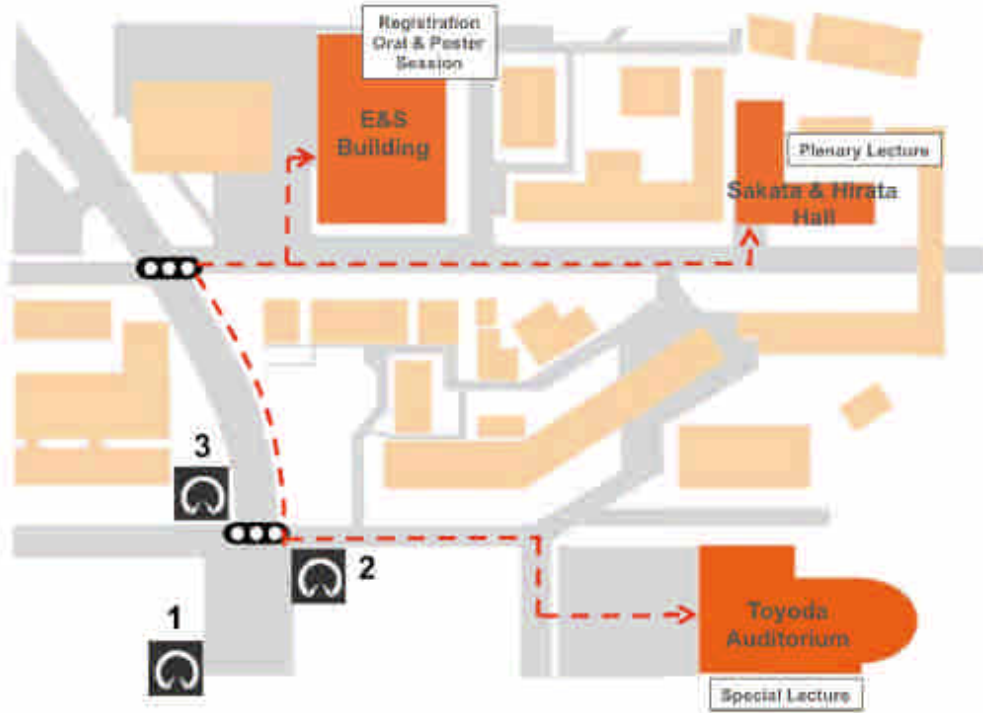 Registration
Oral & Poster
Session
E&S
Building
Plenary Lecture
Sakata & Hirata
Hall
3
2
1
Toyoda
Auditorium
Special Lecture